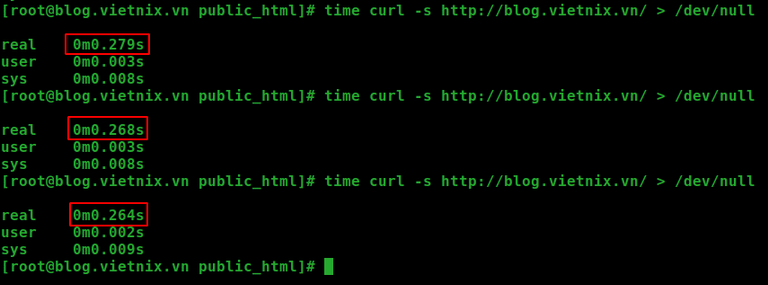 [root@blog.vietnix.vn public_html]# time curl -s http://blog.vietnix.vn/ > /dev/null
real 0m0.279s
user 0m0.003s
sys 0m0.008s
[root@blog.vietnix.vn public_html]# time curl -s http://blog.vietnix.vn/ > /dev/null
real 0m0.268s
user 0m0.003s
sys 0m0.008s
[root@blog.vietnix.vn public_html]# time curl -s http://blog.vietnix.vn/ > /dev/null
real 0m0.264s
user 0m0.002s
sys 0m0.009s
[root@blog.vietnix.vn public_html]#